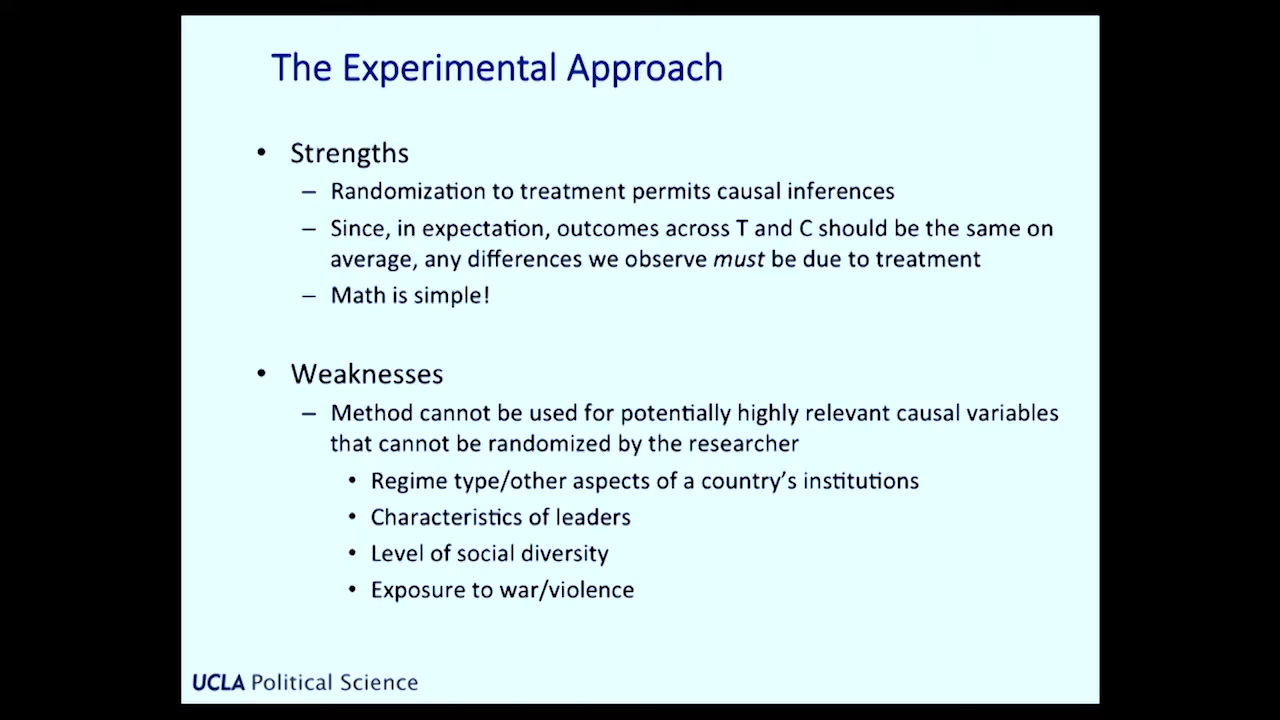 The Experimental Approach
• Strengths
– Randomization to treatment permits causal inferences
– Since, in expectation, outcomes across T and C should be the same on
average, any differences we observe must be due to treatment
– Math is simple!
• Weaknesses
– Method cannot be used for potentially highly relevant causal variables
that cannot be randomized by the researcher
• Regime type/other aspects of a country’s institutions
• Characteristics of leaders
• Level of social diversity
• Exposure to war/violence
UCLA Political Science